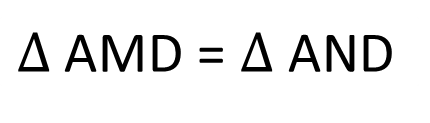 Δ AMD = Δ AND